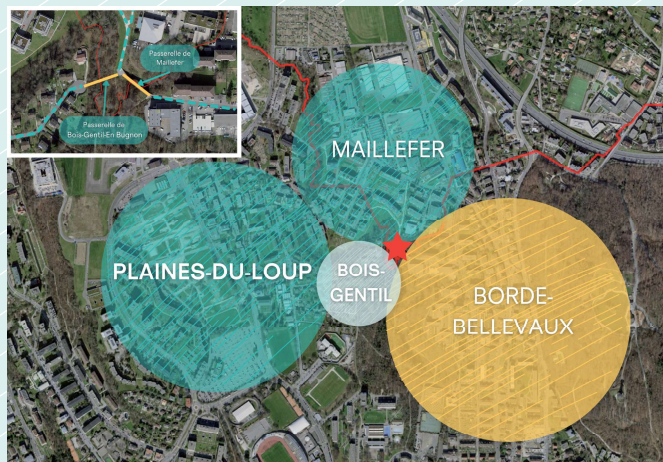 Passerelle de
Maillefer
Passerelle de
Bois-Gentil-En Bugnon
MAILLEFER
PLAINES-DU-LOUP
BOIS-
GENTIL
BORDE-
BELLEVAUX